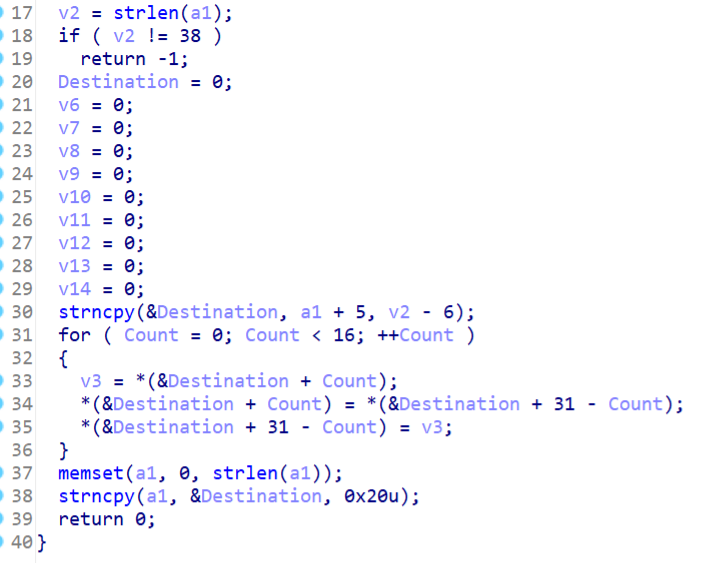 17 v2 = strlen(a1);
18 if ( v2 != 38 )
19 return -1;
20 Destination = 0;
21 v6 = 0;
22 v7 = 0;
23 v8 = 0;
24 v9 = 0;
25 v10 = 0;
26 v11 = 0;
27 v12 = 0;
28 v13 = 0;
29 v14 = 0;
30 strncpy(&Destination, a1 + 5, v2 - 6);
31 for ( Count = 0; Count < 16; ++Count )
32 {
33 v3 = *(&Destination + Count);
34 *(&Destination + Count) = *(&Destination + 31 - Count);
35 *(&Destination + 31 - Count) = v3;
36 }
37 memset(a1, 0, strlen(a1));
38 strncpy(a1, &Destination, 0x20u);
39 return 0;
40 }